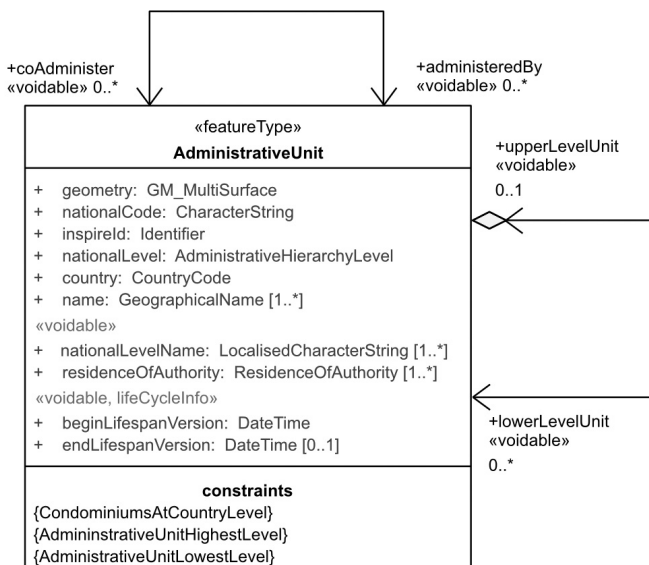 +coAdminister
«voidable» 0..*
+administeredBy
«voidable» 0..*
«featureType»
AdministrativeUnit
+upperLevelUnit
«voidable»
0..1
+ geometry: GM_MultiSurface
+ nationalCode: CharacterString
+ inspireId: Identifier
+ nationalLevel: AdministrativeHierarchyLevel
+ country: CountryCode
+ name: GeographicalName [1..*]
«voidable»
+ nationalLevelName: LocalisedCharacterString [1..*]
+ residenceOfAuthority: ResidenceOfAuthority [1..*]
«voidable, lifeCycleInfo»
+ beginLifespanVersion: DateTime
+ endLifespanVersion: DateTime [0..1]
+lowerLevelUnit
«voidable»
0..*
constraints
{CondominiumsAtCountryLevel}
{AdmininstrativeUnitHighestLevel}
{AdministrativeUnitLowestLevel}